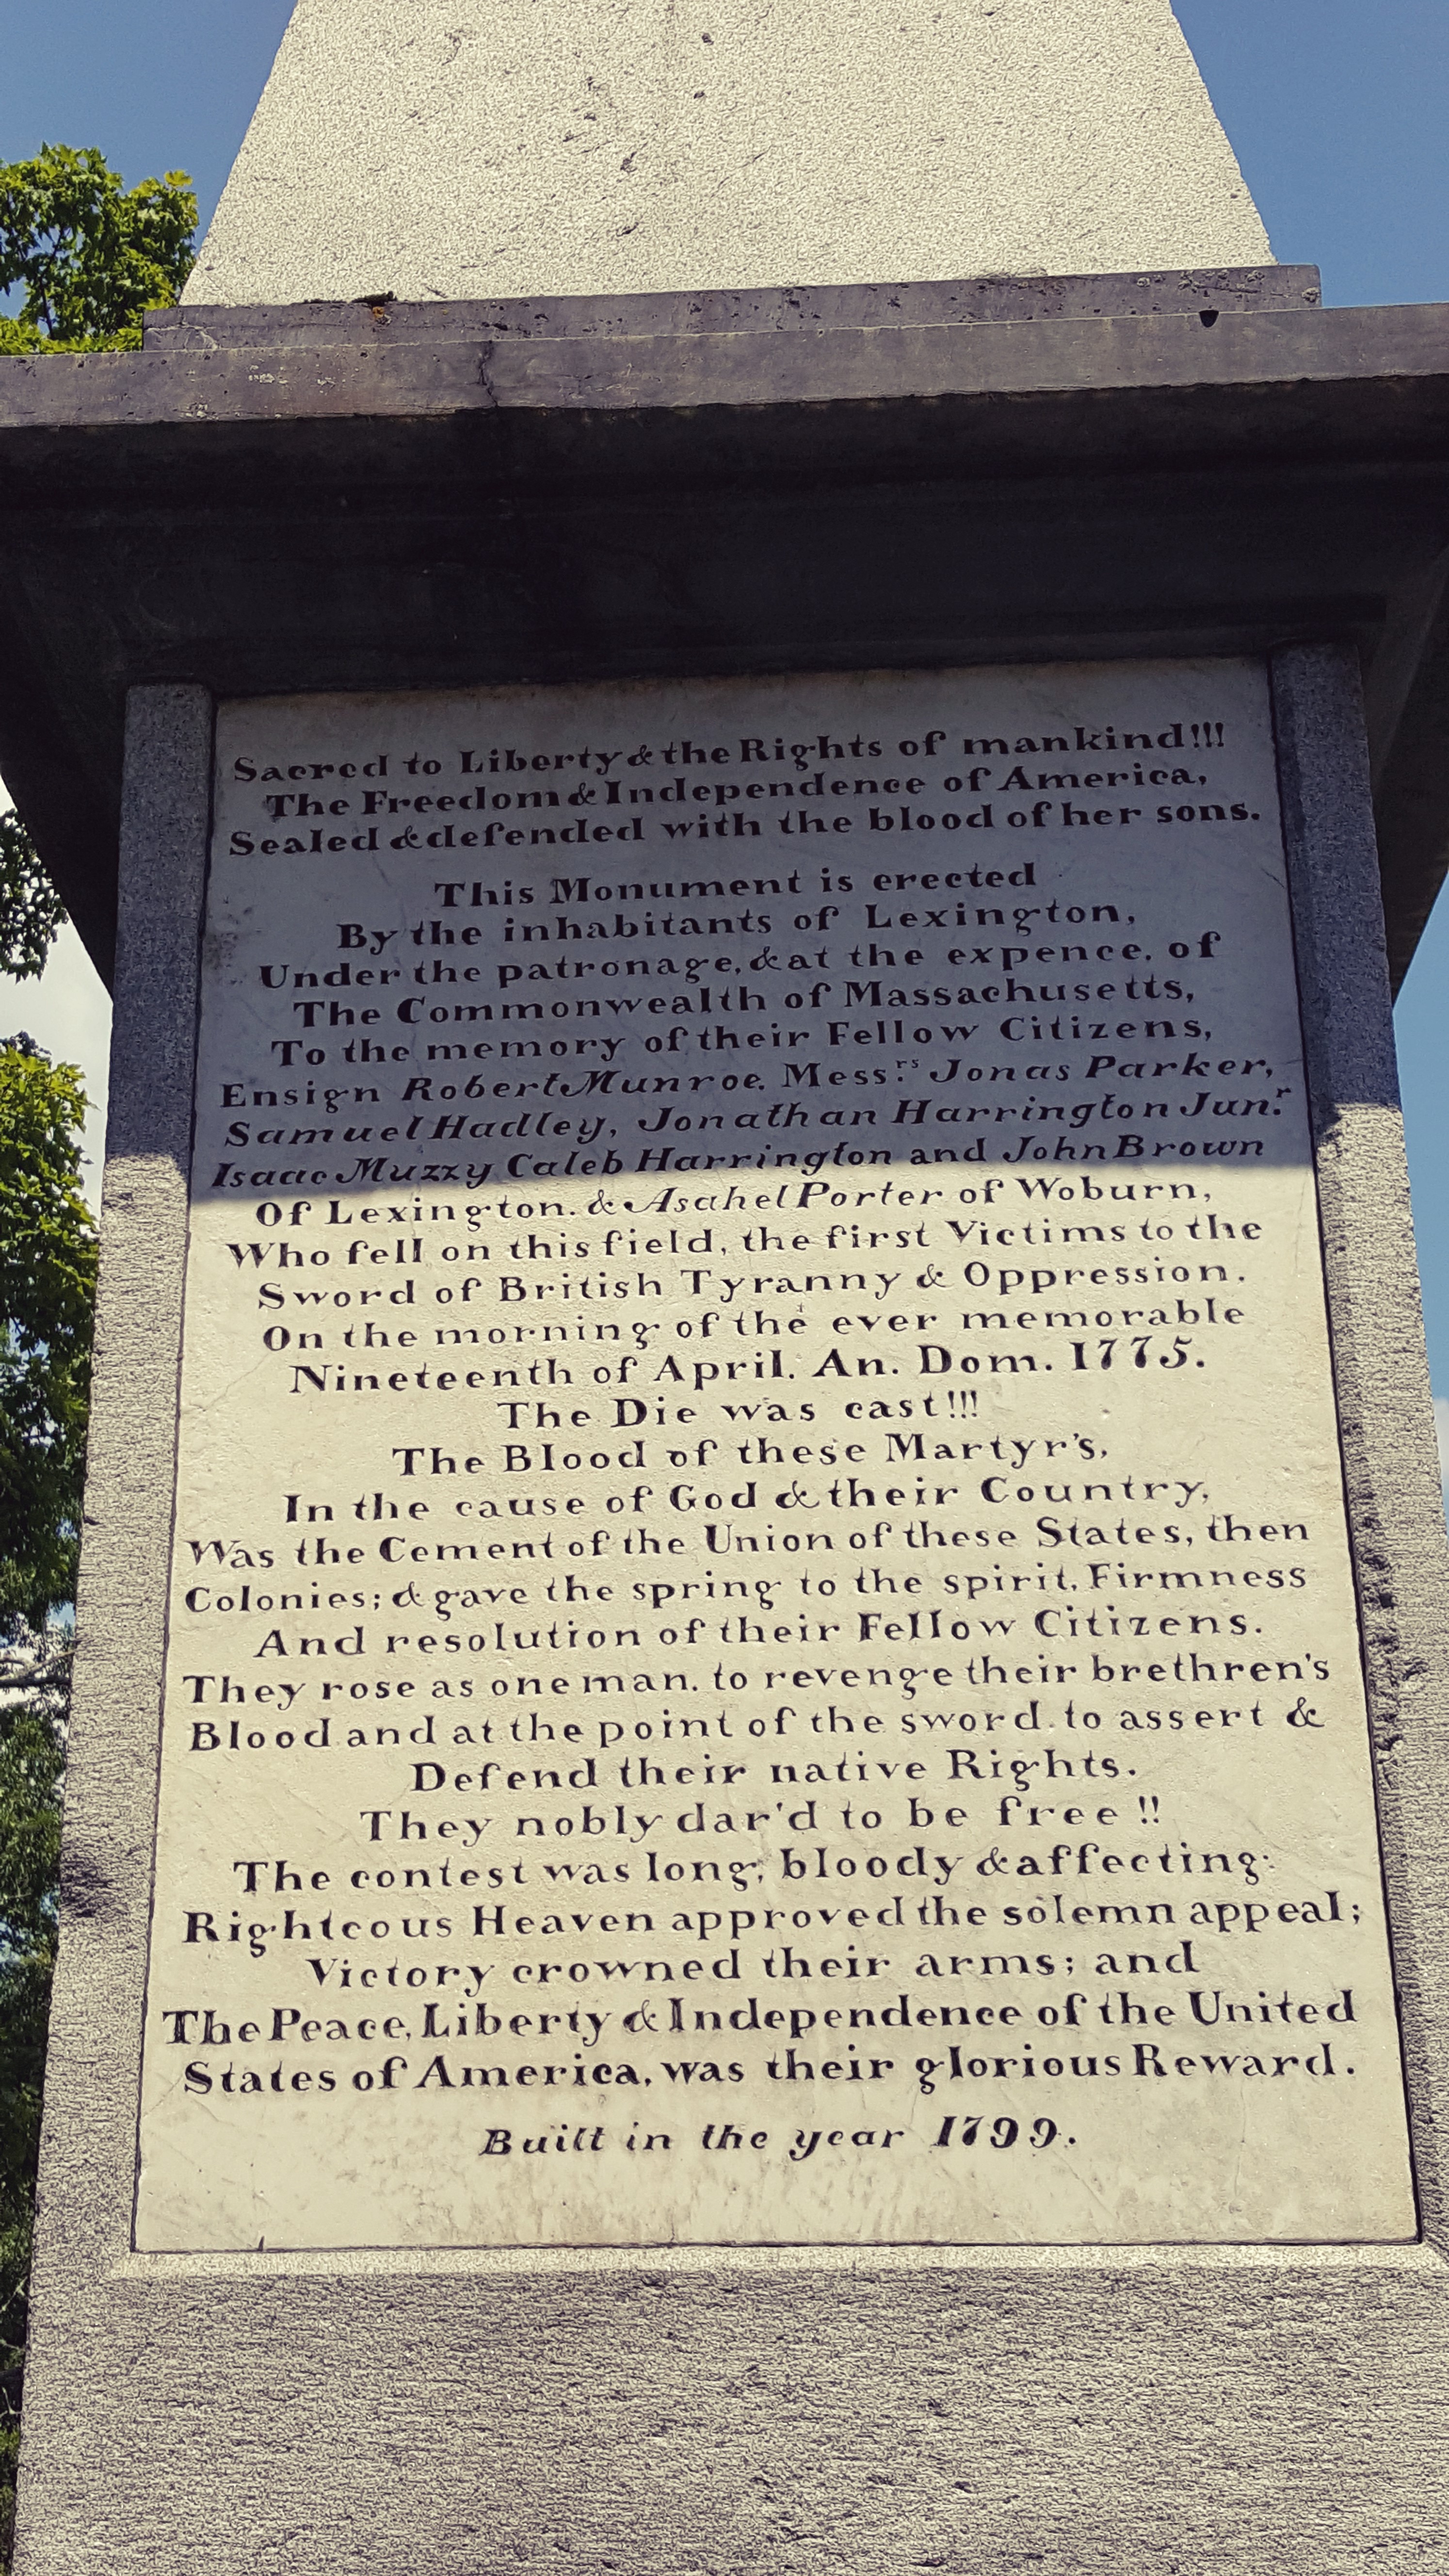 Sacred to Liberty & the Rights of mankind!!!
The Freedom & Independence of America,
Sealed & defended with the blood of her sons.
This Monument is erected
By the inhabitants of Lexington,
Under the patronage, & at the expence, of
The Commonwealth of Massachusetts,
To the memory of their Fellow Citizens,
Ensign Robert Munroe, Messrs. Jonas Parker,
Samuel Hadley, Jonathan Harrington Junr.
Isaac Muzzy Caleb Harrington and John Brown
Of Lexington, & Asahel Porter of Woburn,
Who fell on this field, the first Victims to the
Sword of British Tyranny & Oppression.
On the morning of the ever memorable
Nineteenth of April, An. Dom. 1775.
The Die was cast!!!
The Blood of these Martyr's,
In the cause of God & their Country,
Was the Cement of the Union of these States, then
Colonies; & gave the spring to the spirit, Firmness
And resolution of their Fellow Citizens.
They rose as one man, to revenge their brethren's
Blood and at the point of the sword, to assert &
Defend their native Rights.
They nobly dar'd to be free!!
The contest was long, bloody & affecting;
Righteous Heaven approved the solemn appeal;
Victory crowned their arms; and
The Peace, Liberty & Independence of the United
States of America, was their glorious Reward.
Built in the year 1799.